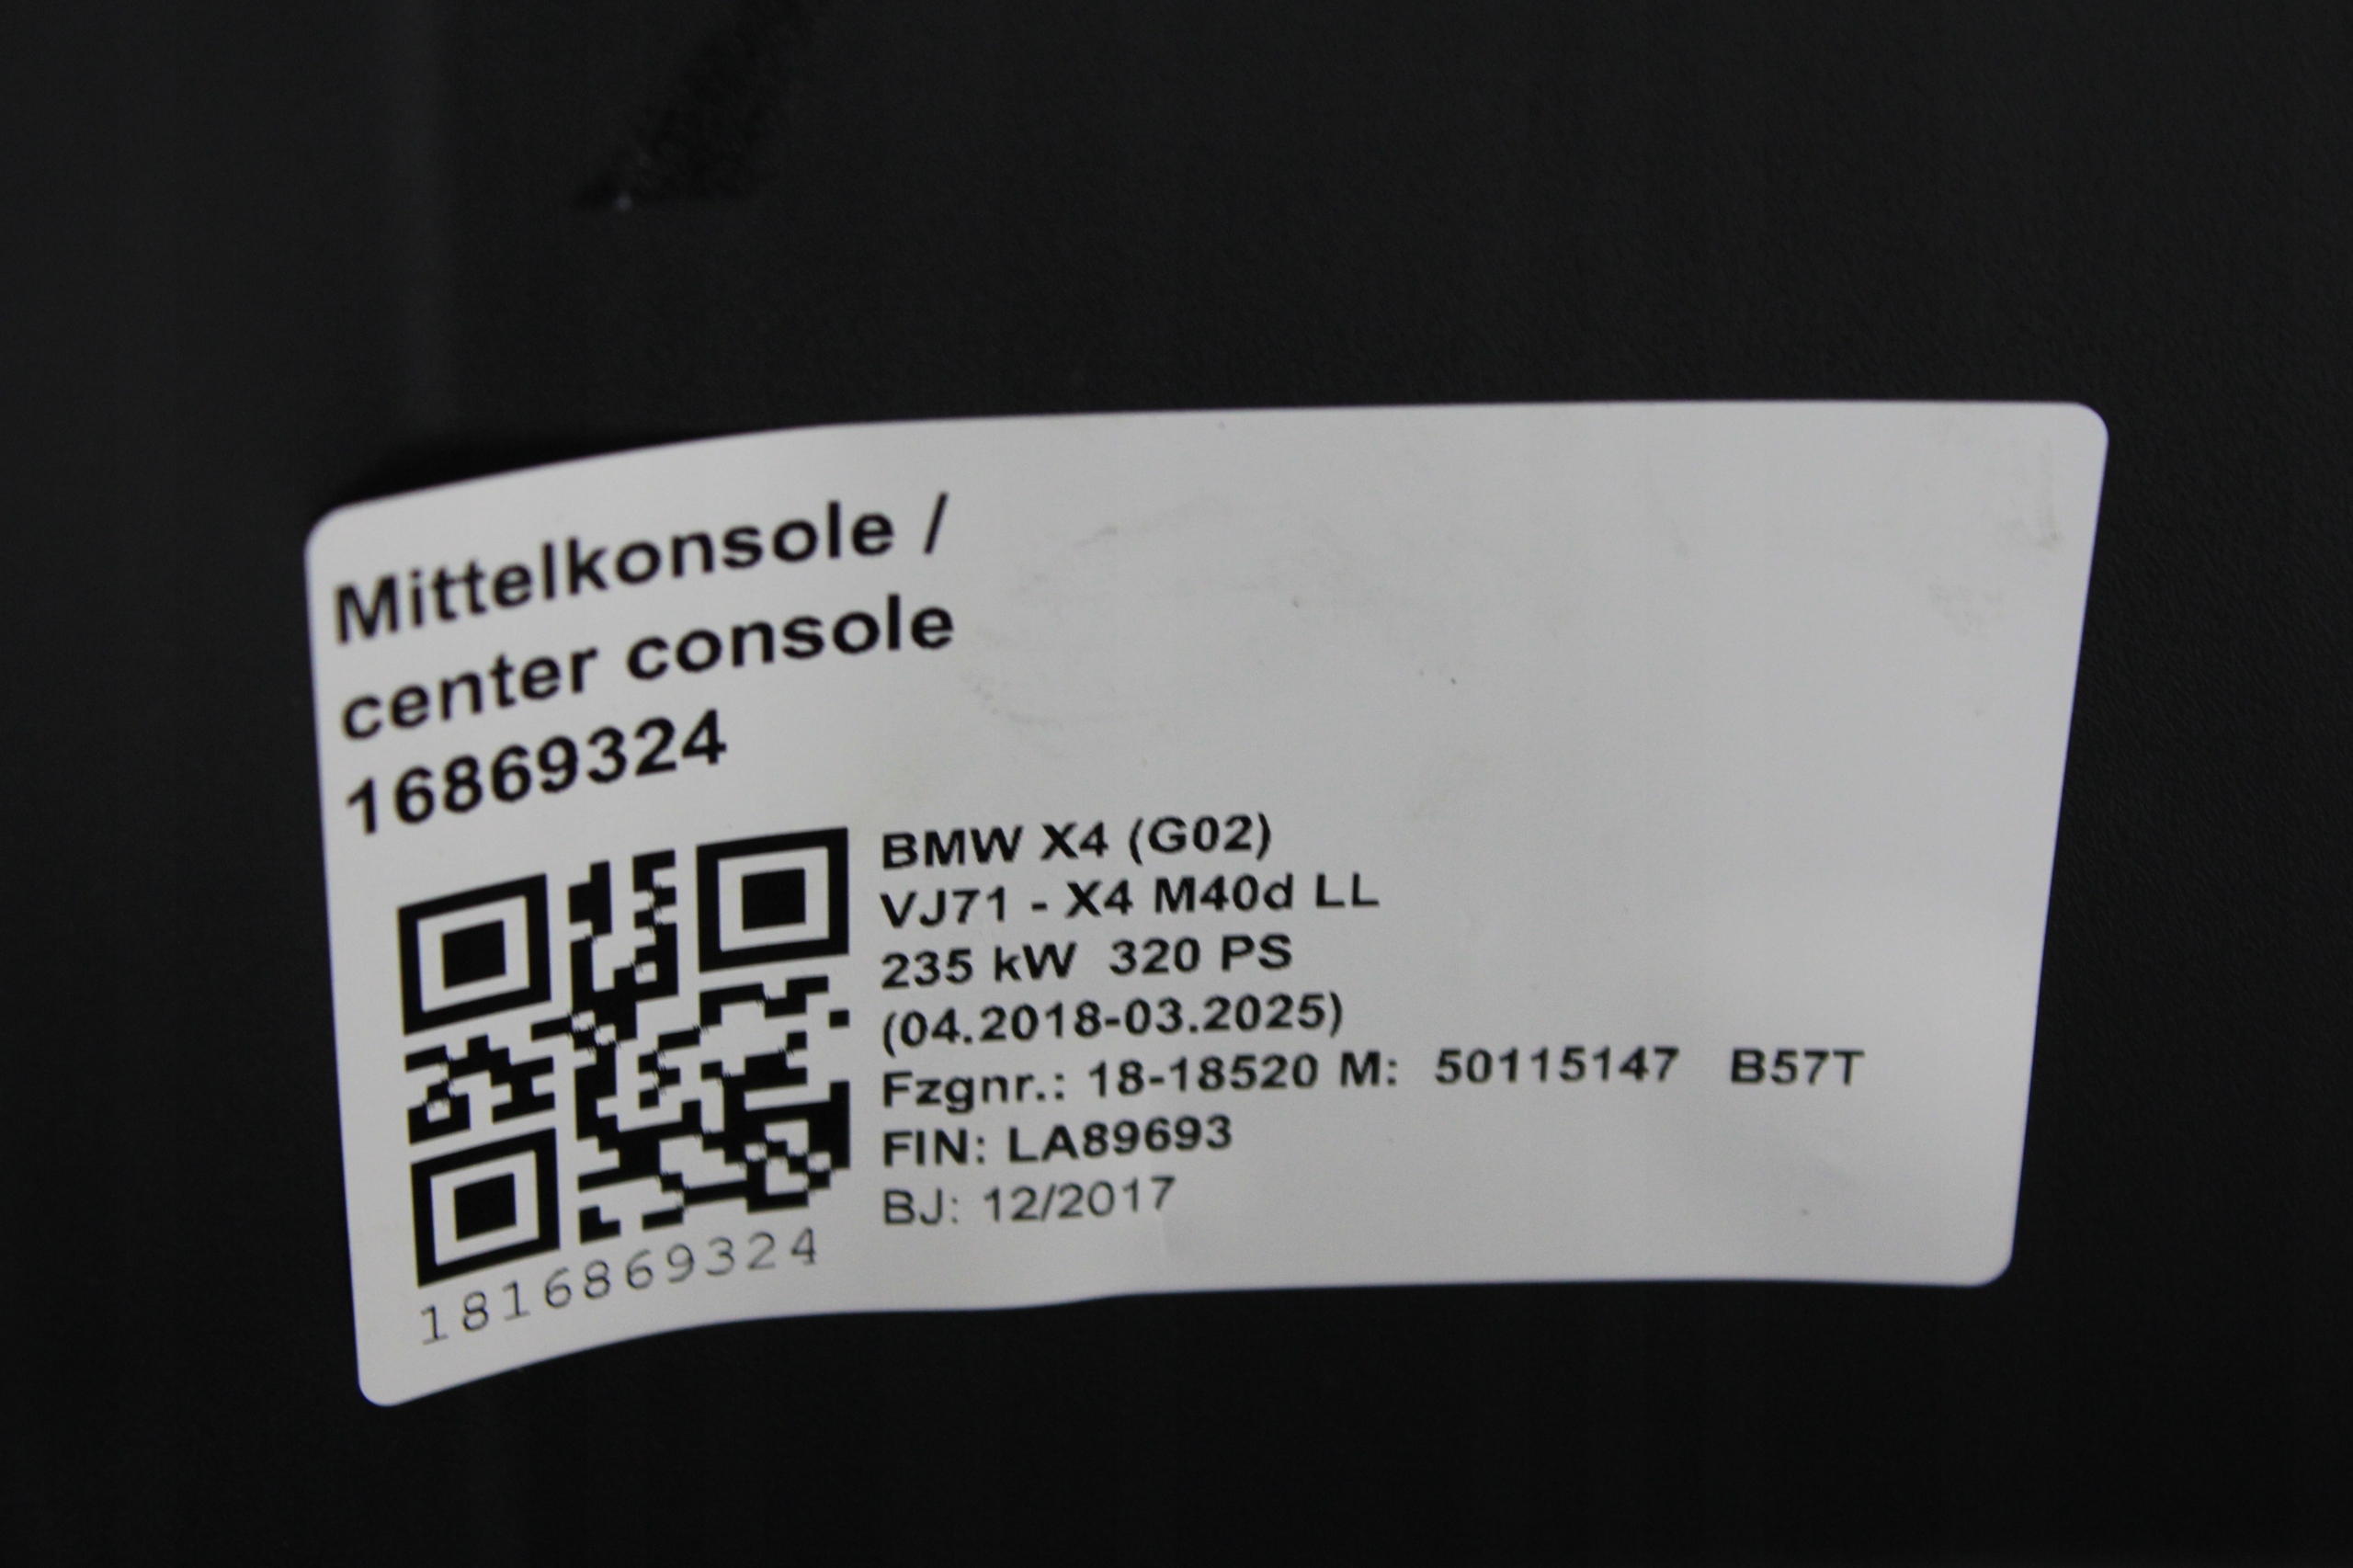 Mittelkonsole /
center console
16869324
BMW X4 (G02)
VJ71 - X4 M40d LL
235 kW  320 PS
(04.2018-03.2025)
Fzgnr.: 18-18520 M:  50115147   B57T
FIN: LA89693
BJ: 12/2017
1816869324